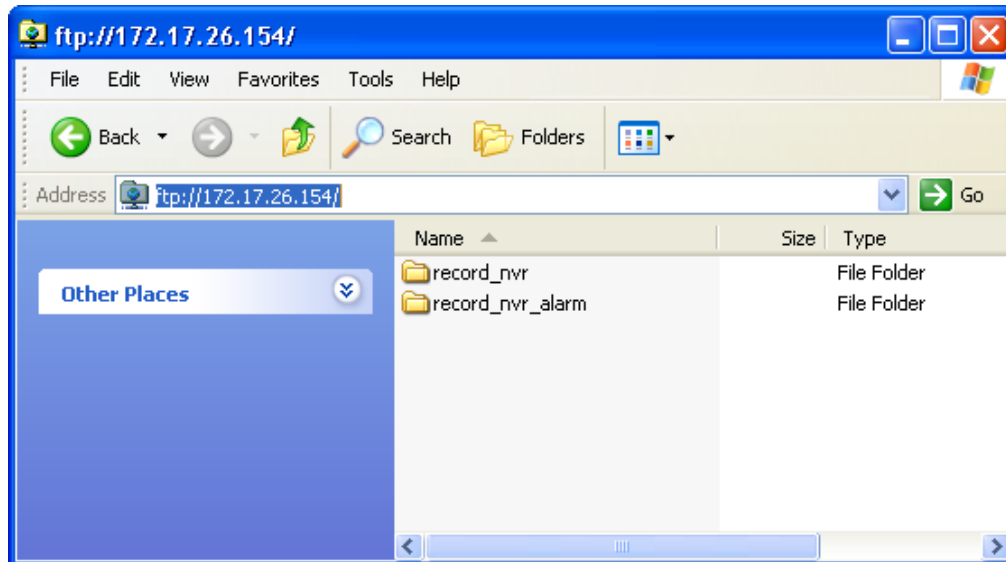 ftp://172.17.26.154/
File Edit View Favorites Tools Help
Back Search Folders
Address ftp://172.17.26.154/ Go
Name Size Type
Other Places
record_nvr File Folder
record_nvr_alarm File Folder